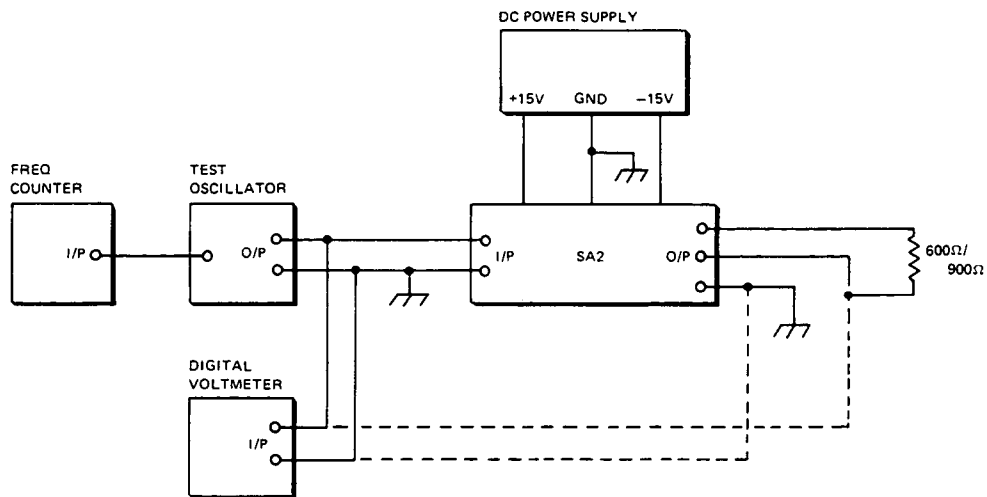 DC POWER SUPPLY
+15V GND -15V
FREQ
COUNTER
I/P
TEST
OSCILLATOR
O/P
I/P
SA2
O/P
600Ω/
900Ω
DIGITAL
VOLTMETER
I/P